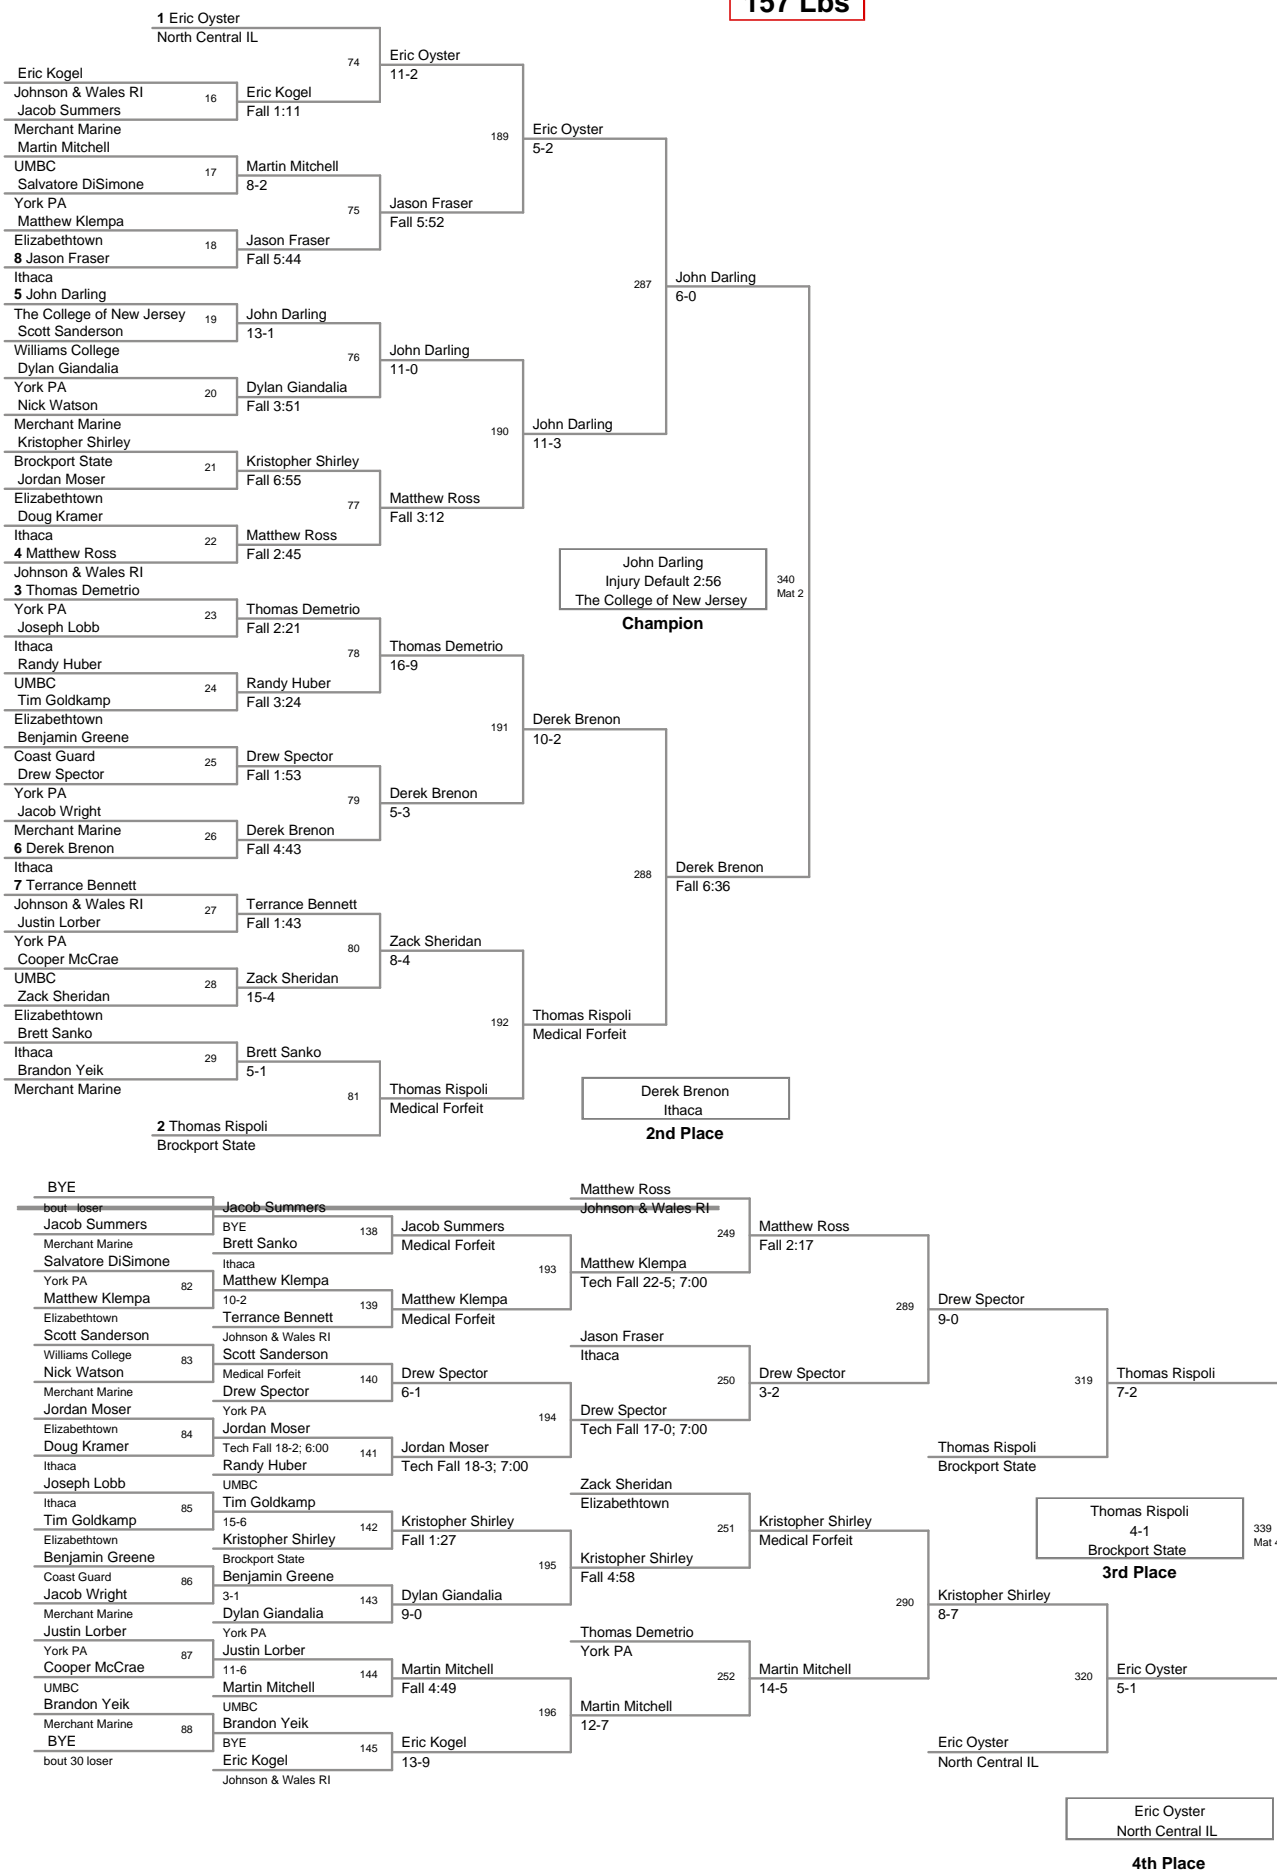 157 Lbs
1 Eric Oyster
North Central IL
74
Eric Oyster
11-2
Eric Kogel
Johnson & Wales RI
16
Eric Kogel
Jacob Summers
Fall 1:11
Merchant Marine
189
Eric Oyster
5-2
Martin Mitchell
UMBC
17
Martin Mitchell
Salvatore DiSimone
8-2
York PA
75
Jason Fraser
Fall 5:52
Matthew Klempa
Elizabethtown
18
Jason Fraser
8 Jason Fraser
Fall 5:44
Ithaca
287
John Darling
6-0
5 John Darling
The College of New Jersey
19
John Darling
Scott Sanderson
13-1
Williams College
76
John Darling
11-0
Dylan Giandalia
York PA
20
Dylan Giandalia
Nick Watson
Fall 3:51
Merchant Marine
190
John Darling
11-3
Kristopher Shirley
Brockport State
21
Kristopher Shirley
Jordan Moser
Fall 6:55
Elizabethtown
77
Matthew Ross
Fall 3:12
Doug Kramer
Ithaca
22
Matthew Ross
4 Matthew Ross
Fall 2:45
Johnson & Wales RI
John Darling
Injury Default 2:56
The College of New Jersey
340
Mat 2
Champion
3 Thomas Demetrio
York PA
23
Thomas Demetrio
Joseph Lobb
Fall 2:21
Ithaca
78
Thomas Demetrio
16-9
Randy Huber
UMBC
24
Randy Huber
Tim Goldkamp
Fall 3:24
Elizabethtown
191
Derek Brenon
10-2
Benjamin Greene
Coast Guard
25
Drew Spector
Drew Spector
Fall 1:53
York PA
79
Derek Brenon
5-3
Jacob Wright
Merchant Marine
26
Derek Brenon
6 Derek Brenon
Fall 4:43
Ithaca
288
Derek Brenon
Fall 6:36
7 Terrance Bennett
Johnson & Wales RI
27
Terrance Bennett
Justin Lorber
Fall 1:43
York PA
80
Zack Sheridan
8-4
Cooper McCrae
UMBC
28
Zack Sheridan
Zack Sheridan
15-4
Elizabethtown
192
Thomas Rispoli
Medical Forfeit
Brett Sanko
Ithaca
29
Brett Sanko
Brandon Yeik
5-1
Merchant Marine
81
Thomas Rispoli
Medical Forfeit
2 Thomas Rispoli
Brockport State
Derek Brenon
Ithaca
2nd Place
BYE
bout loser
Jacob Summers
Merchant Marine
Salvatore DiSimone
York PA
82
Matthew Klempa
Elizabethtown
Scott Sanderson
Williams College
83
Nick Watson
Merchant Marine
Jordan Moser
Elizabethtown
84
Doug Kramer
Ithaca
Joseph Lobb
Ithaca
85
Tim Goldkamp
Elizabethtown
Benjamin Greene
Coast Guard
86
Jacob Wright
Merchant Marine
Justin Lorber
York PA
87
Cooper McCrae
UMBC
Brandon Yeik
Merchant Marine
88
BYE
bout 30 loser
Jacob Summers
BYE
138
Brett Sanko
Ithaca
Matthew Klempa
10-2
139
Terrance Bennett
Johnson & Wales RI
Scott Sanderson
Medical Forfeit
140
Drew Spector
York PA
Jordan Moser
Tech Fall 18-2; 6:00
141
Randy Huber
UMBC
Tim Goldkamp
15-6
142
Kristopher Shirley
Brockport State
Benjamin Greene
3-1
143
Dylan Giandalia
York PA
Justin Lorber
11-6
144
Martin Mitchell
UMBC
Brandon Yeik
BYE
145
Eric Kogel
Johnson & Wales RI
Jacob Summers
Medical Forfeit
193
Matthew Klempa
Medical Forfeit
Drew Spector
6-1
194
Jordan Moser
Tech Fall 18-3; 7:00
Kristopher Shirley
Fall 1:27
195
Dylan Giandalia
9-0
Martin Mitchell
Fall 4:49
196
Eric Kogel
13-9
Matthew Ross
Johnson & Wales RI
249
Matthew Klempa
Tech Fall 22-5; 7:00
Jason Fraser
Ithaca
250
Drew Spector
Tech Fall 17-0; 7:00
Zack Sheridan
Elizabethtown
251
Kristopher Shirley
Fall 4:58
Thomas Demetrio
York PA
252
Martin Mitchell
12-7
Matthew Ross
Fall 2:17
289
Drew Spector
3-2
Kristopher Shirley
Medical Forfeit
290
Martin Mitchell
14-5
Drew Spector
9-0
319
Thomas Rispoli
Brockport State
Kristopher Shirley
8-7
320
Eric Oyster
North Central IL
Thomas Rispoli
7-2
Thomas Rispoli
4-1
Brockport State
339
Mat
3rd Place
Eric Oyster
5-1
Eric Oyster
North Central IL
4th Place